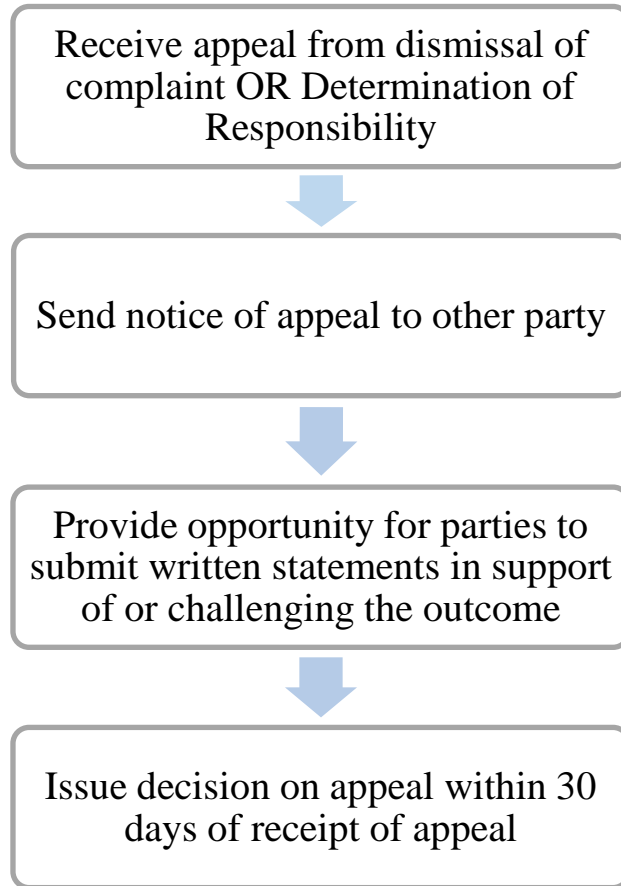 Receive appeal from dismissal of
complaint OR Determination of
Responsibility
Send notice of appeal to other party
Provide opportunity for parties to
submit written statements in support
of or challenging the outcome
Issue decision on appeal within 30
days of receipt of appeal